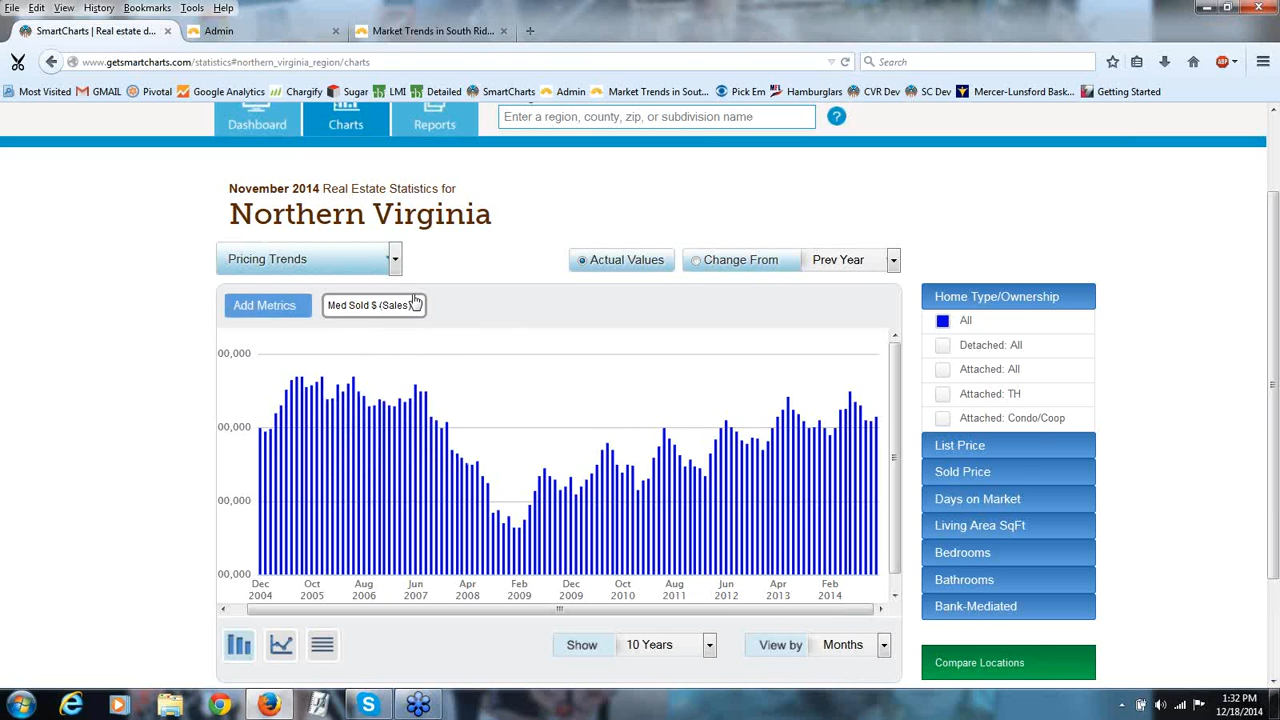 File Edit View History Bookmarks Tools Help
SmartCharts | Real estate d... × Admin × Market Trends in South Rid... × +
www.getsmartcharts.com/statistics#northern_virginia_region/charts Search ABP
Most Visited GMAIL Pivotal Google Analytics Chargify Sugar LMI Detailed SmartCharts Admin Market Trends in Sout... Pick Em Hamburglars CVR Dev SC Dev Mercer-Lunsford Bask... Getting Started
Dashboard Charts Reports Enter a region, county, zip, or subdivision name ?
November 2014 Real Estate Statistics for
Northern Virginia
Pricing Trends Actual Values Change From Prev Year
Add Metrics Med Sold $ (Sales)
00,000
00,000
00,000
00,000
Dec Oct Aug Jun Apr Feb Dec Oct Aug Jun Apr Feb
2004 2005 2006 2007 2008 2009 2009 2010 2011 2012 2013 2014
Show 10 Years View by Months
Home Type/Ownership
All
Detached: All
Attached: All
Attached: TH
Attached: Condo/Coop
List Price
Sold Price
Days on Market
Living Area SqFt
Bedrooms
Bathrooms
Bank-Mediated
Compare Locations
1:32 PM
12/18/2014